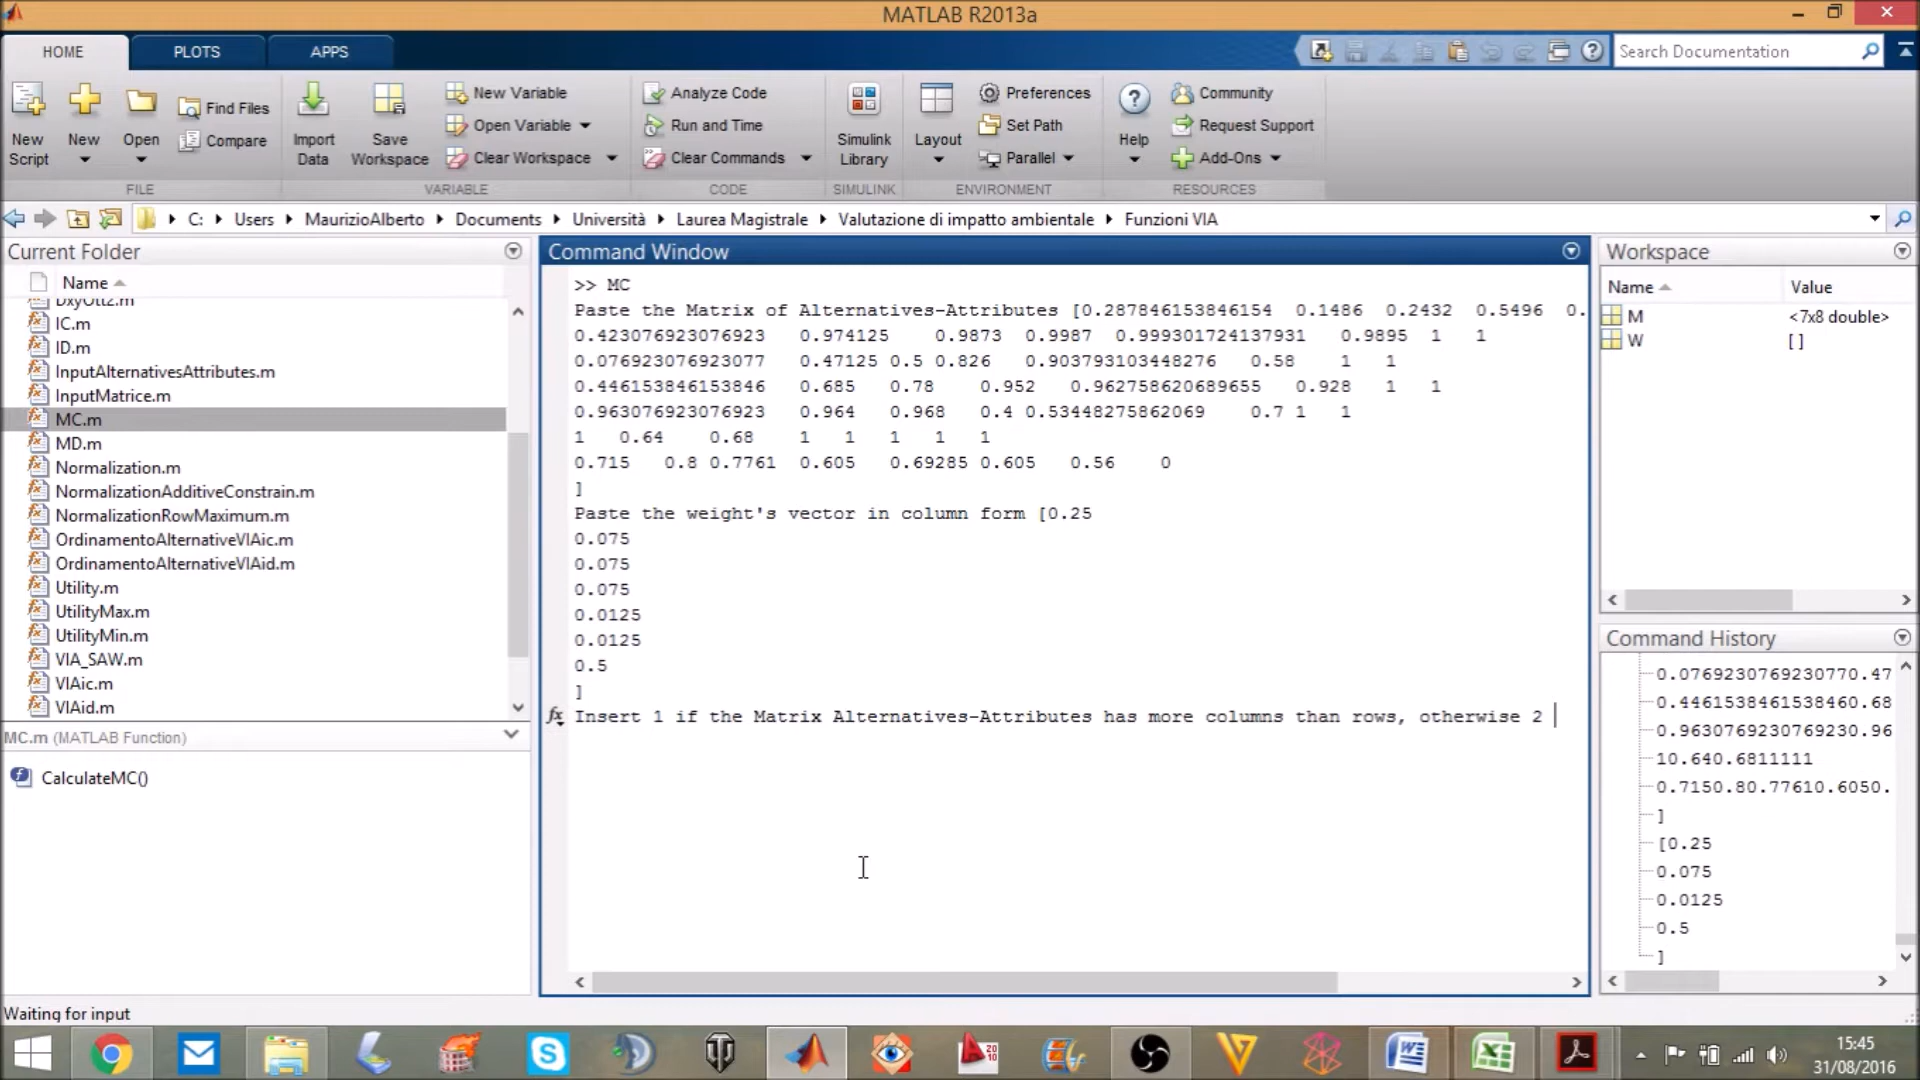 MATLAB R2013a
HOME PLOTS APPS
Search Documentation
New Script
New
Open
Find Files
Compare
Import Data
Save Workspace
New Variable
Open Variable
Clear Workspace
Analyze Code
Run and Time
Clear Commands
Simulink Library
Layout
Preferences
Set Path
Parallel
Help
Community
Request Support
Add-Ons
FILE VARIABLE CODE SIMULINK ENVIRONMENT RESOURCES
C: Users MaurizioAlberto Documents Università Laurea Magistrale Valutazione di impatto ambientale Funzioni VIA
Current Folder
Name
DxyOtt2.m
IC.m
ID.m
InputAlternativesAttributes.m
InputMatrice.m
MC.m
MD.m
Normalization.m
NormalizationAdditiveConstrain.m
NormalizationRowMaximum.m
OrdinamentoAlternativeVIAic.m
OrdinamentoAlternativeVIAid.m
Utility.m
UtilityMax.m
UtilityMin.m
VIA_SAW.m
VIAic.m
VIAid.m
MC.m (MATLAB Function)
CalculateMC()
Command Window
>> MC
Paste the Matrix of Alternatives-Attributes [0.287846153846154 0.1486 0.2432 0.5496 0.
0.423076923076923 0.974125 0.9873 0.9987 0.999301724137931 0.9895 1 1
0.076923076923077 0.47125 0.5 0.826 0.903793103448276 0.58 1 1
0.446153846153846 0.685 0.78 0.952 0.962758620689655 0.928 1 1
0.963076923076923 0.964 0.968 0.4 0.53448275862069 0.7 1 1
1 0.64 0.68 1 1 1 1 1
0.715 0.8 0.7761 0.605 0.69285 0.605 0.56 0
]
Paste the weight's vector in column form [0.25
0.075
0.075
0.075
0.0125
0.0125
0.5
]
fx Insert 1 if the Matrix Alternatives-Attributes has more columns than rows, otherwise 2
Workspace
Name Value
M <7x8 double>
W []
Command History
0.0769230769230770.47
0.4461538461538460.68
0.9630769230769230.96
10.640.6811111
0.7150.80.77610.6050.
]
[0.25
0.075
0.0125
0.5
]
Waiting for input
15:45
31/08/2016